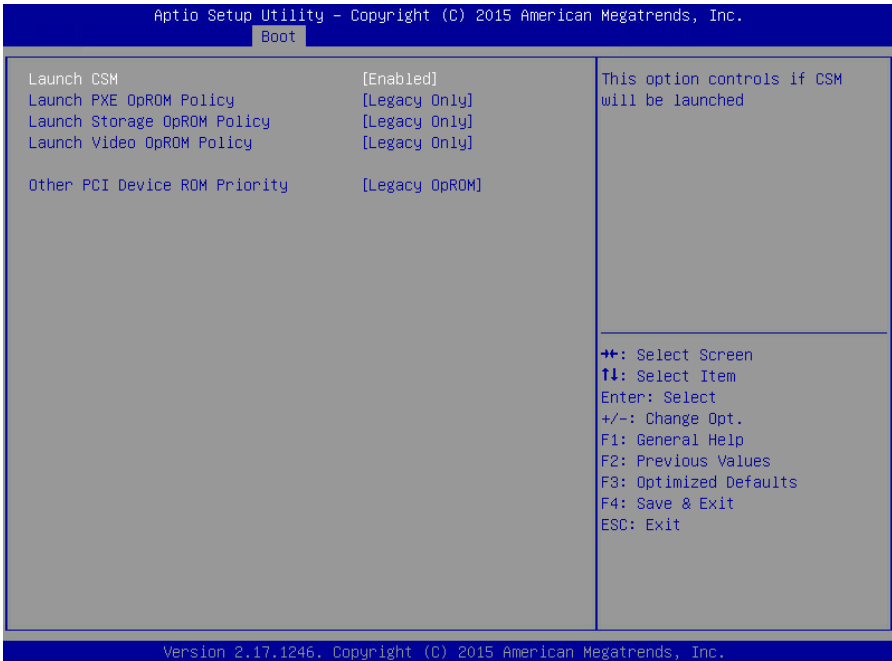 Aptio Setup Utility – Copyright (C) 2015 American Megatrends, Inc.
Boot
Launch CSM [Enabled]
Launch PXE OpROM Policy [Legacy Only]
Launch Storage OpROM Policy [Legacy Only]
Launch Video OpROM Policy [Legacy Only]
Other PCI Device ROM Priority [Legacy OpROM]
This option controls if CSM
will be launched
→←: Select Screen
↑↓: Select Item
Enter: Select
+/-: Change Opt.
F1: General Help
F2: Previous Values
F3: Optimized Defaults
F4: Save & Exit
ESC: Exit
Version 2.17.1246. Copyright (C) 2015 American Megatrends, Inc.